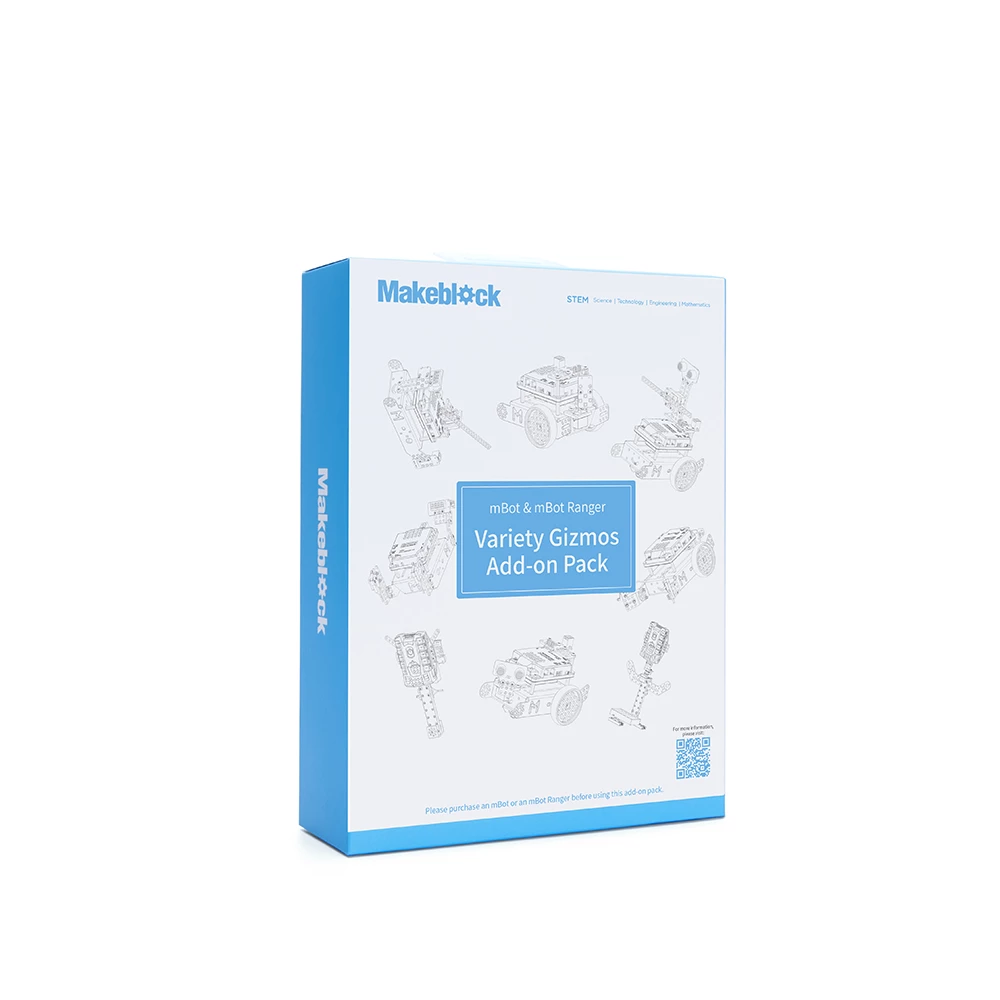 Makeblock
STEM Science | Technology | Engineering | Mathematics
mBot & mBot Ranger
Variety Gizmos
Add-on Pack
Makeblock
For more information,
please visit:
Please purchase an mBot or an mBot Ranger before using this add-on pack.